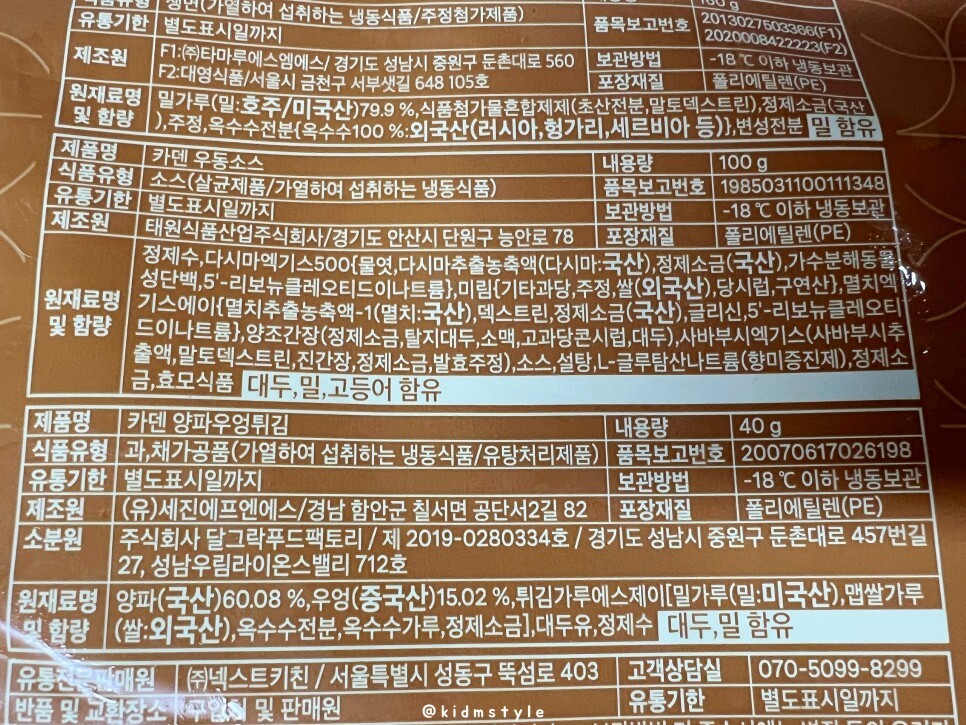 생면(가열하여 섭취하는 냉동식품/주정첨가제품)
유통기한 별도표시일까지 품목보고번호 2013027503366(F1)
2020008422223(F2)
제조원 F1:㈜타마루에스엠에스/ 경기도 성남시 중원구 둔촌대로 560 보관방법 -18 ℃ 이하 냉동보관
F2:대영식품/서울시 금천구 서부샛길 648 105호 포장재질 폴리에틸렌(PE)
원재료명 밀가루(밀:호주/미국산)79.9 %,식품첨가물혼합제제(초산전분,말토덱스트린),정제소금(국산
및 함량 ),주정,옥수수전분{옥수수100 %:외국산(러시아,헝가리,세르비아 등)},변성전분 밀 함유
제품명 카덴 우동소스 내용량 100 g
식품유형 소스(살균제품/가열하여 섭취하는 냉동식품) 품목보고번호 1985031100111348
유통기한 별도표시일까지 보관방법 -18 ℃ 이하 냉동보관
제조원 태원식품산업주식회사/경기도 안산시 단원구 능안로 78 포장재질 폴리에틸렌(PE)
정제수,다시마엑기스500{물엿,다시마추출농축액(다시마:국산),정제소금(국산),가수분해동물
성단백,5'-리보뉴클레오티드이나트륨},미림{기타과당,주정,쌀(외국산),당시럽,구연산},멸치엑
원재료명 기스에이{멸치추출농축액-1(멸치:국산),덱스트린,정제소금(국산),글리신,5'-리보뉴클레오티
및 함량 드이나트륨},양조간장(정제소금,탈지대두,소맥,고과당콘시럽,대두),사바부시엑기스(사바부시추
출액,말토덱스트린,진간장,정제소금,발효주정),소스,설탕,L-글루탐산나트륨(향미증진제),정제소
금,효모식품 대두,밀,고등어 함유
제품명 카덴 양파우엉튀김 내용량 40 g
식품유형 과,채가공품(가열하여 섭취하는 냉동식품/유탕처리제품) 품목보고번호 20070617026198
유통기한 별도표시일까지 보관방법 -18 ℃ 이하 냉동보관
제조원 (유)세진에프엔에스/경남 함안군 칠서면 공단서2길 82 포장재질 폴리에틸렌(PE)
소분원 주식회사 달그락푸드팩토리 / 제 2019-0280334호 / 경기도 성남시 중원구 둔촌대로 457번길
27, 성남우림라이온스밸리 712호
원재료명 양파(국산)60.08 %,우엉(중국산)15.02 %,튀김가루에스제이[밀가루(밀:미국산),맵쌀가루
및 함량 (쌀:외국산),옥수수전분,옥수수가루,정제소금],대두유,정제수 대두,밀 함유
유통전문판매원 ㈜넥스트키친 / 서울특별시 성동구 뚝섬로 403 고객상담실 070-5099-8299
반품 및 교환장소 구입처 및 판매원 유통기한 별도표시일까지
@kidmstyle